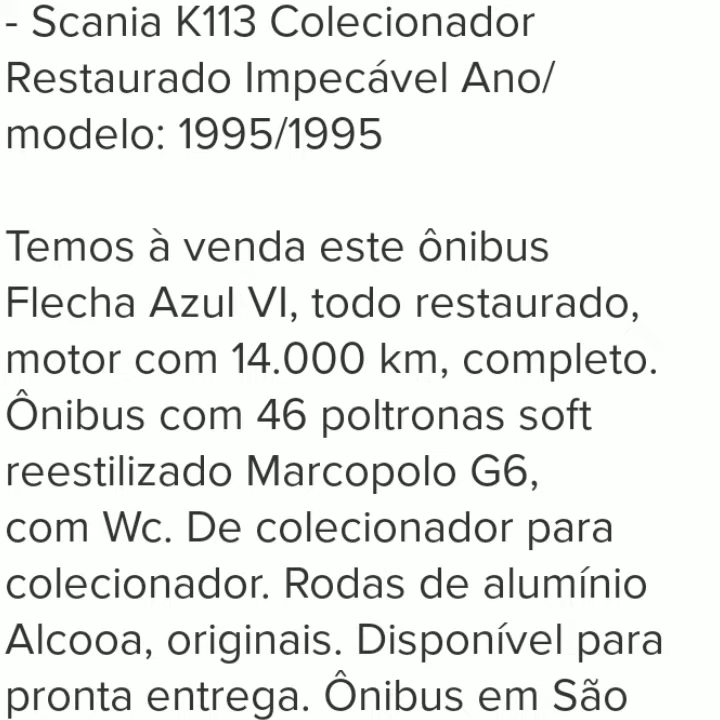 - Scania K113 Colecionador
Restaurado Impecável Ano/
modelo: 1995/1995
Temos à venda este ônibus
Flecha Azul VI, todo restaurado,
motor com 14.000 km, completo.
Ônibus com 46 poltronas soft
reestilizado Marcopolo G6,
com Wc. De colecionador para
colecionador. Rodas de alumínio
Alcooa, originais. Disponível para
pronta entrega. Ônibus em São